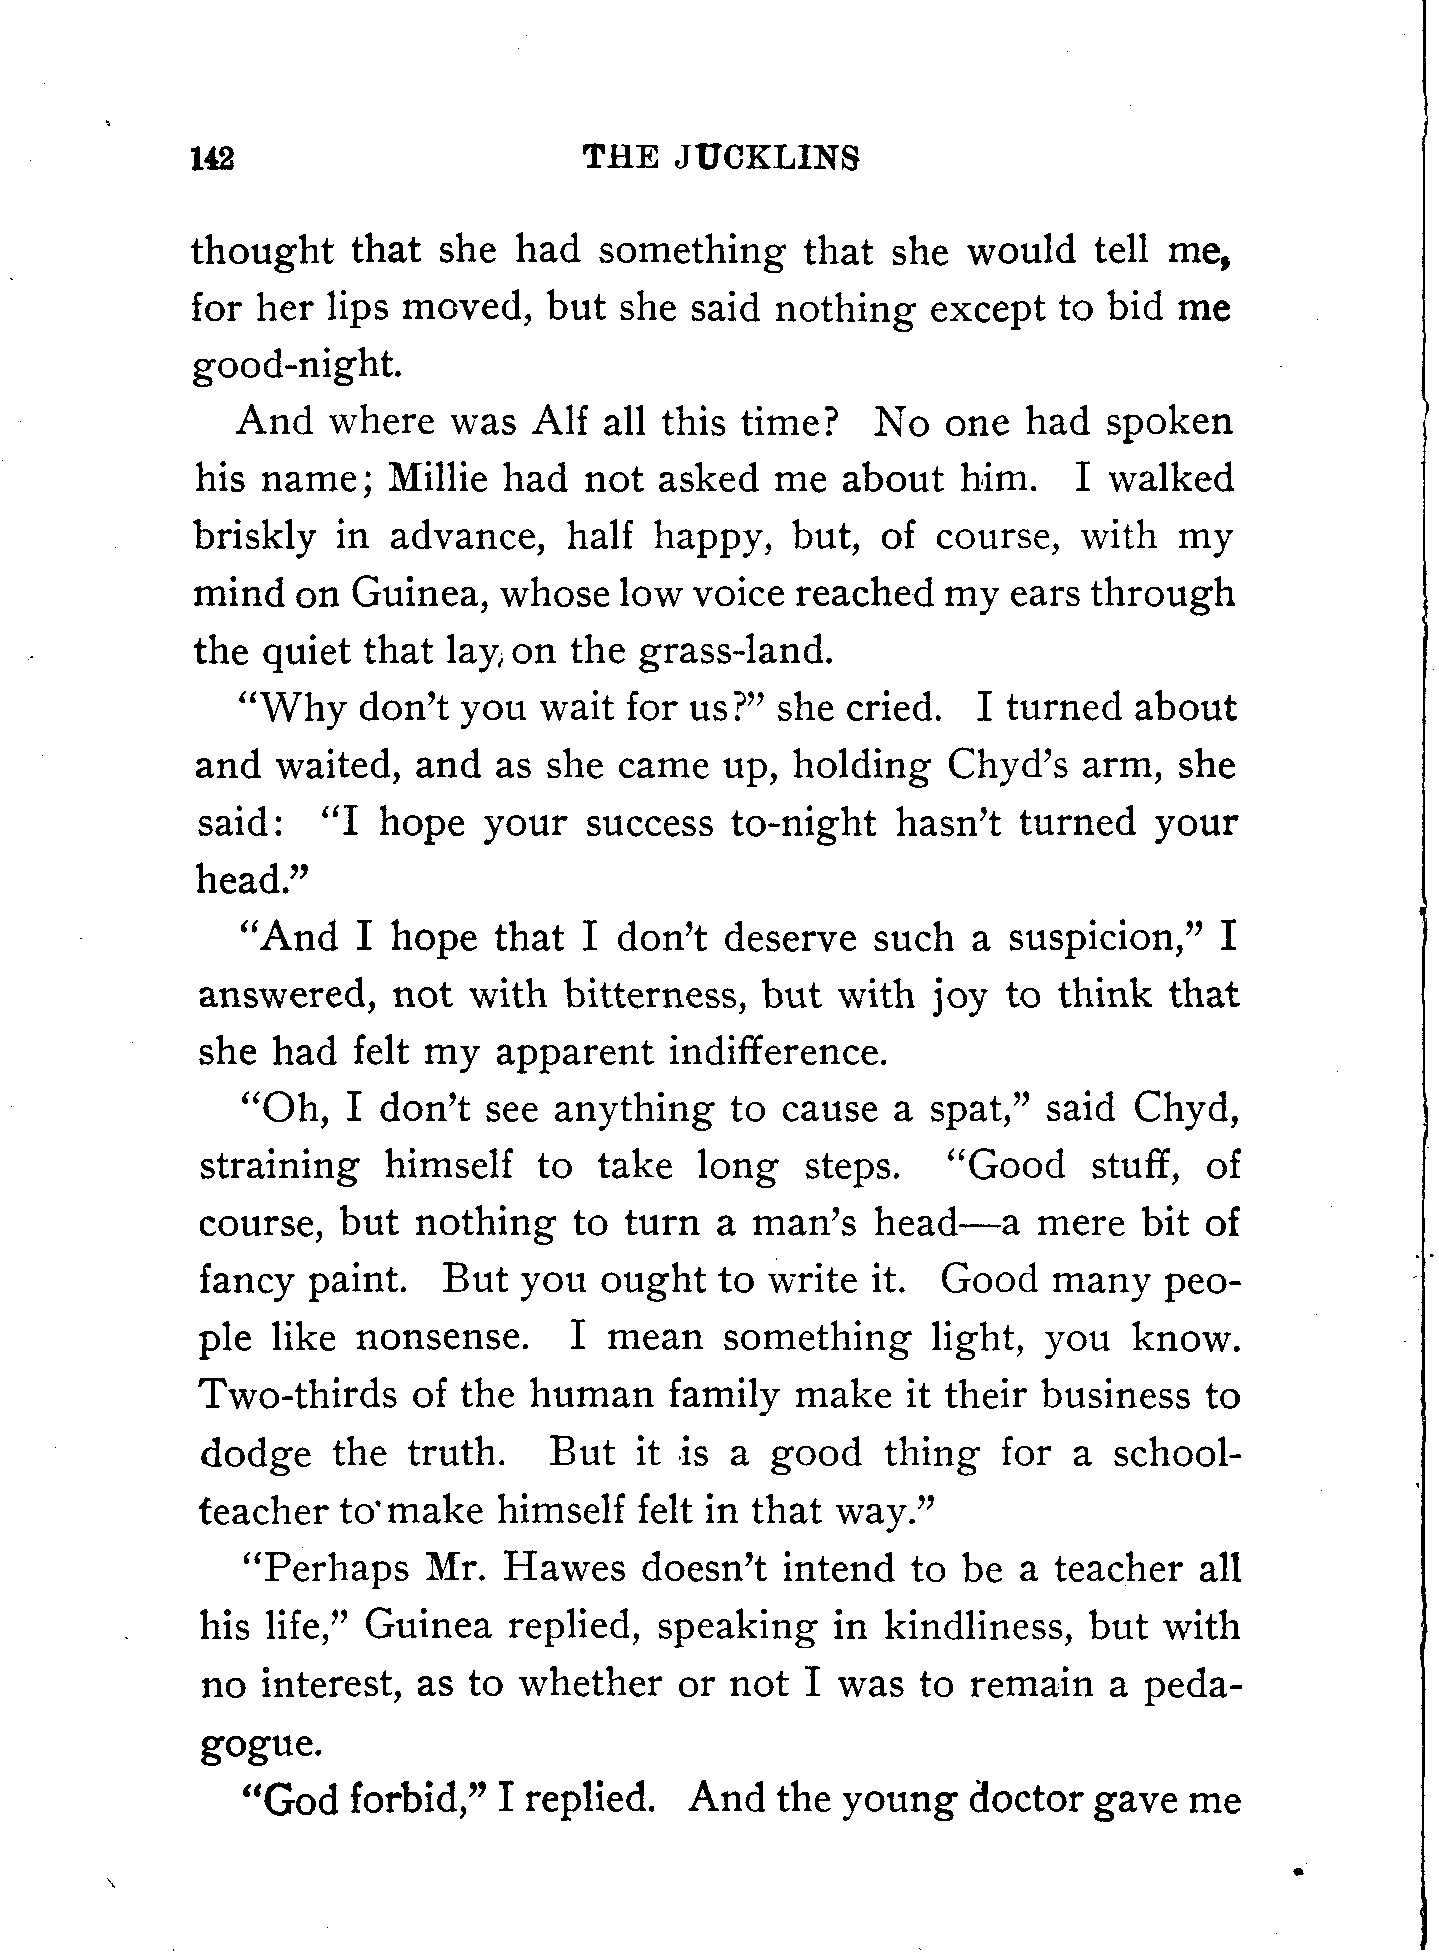 142 THE JUCKLINS
thought that she had something that she would tell me,
for her lips moved, but she said nothing except to bid me
good-night.
And where was Alf all this time? No one had spoken
his name; Millie had not asked me about him. I walked
briskly in advance, half happy, but, of course, with my
mind on Guinea, whose low voice reached my ears through
the quiet that lay on the grass-land.
“Why don’t you wait for us?” she cried. I turned about
and waited, and as she came up, holding Chyd’s arm, she
said: “I hope your success to-night hasn’t turned your
head.”
“And I hope that I don’t deserve such a suspicion,” I
answered, not with bitterness, but with joy to think that
she had felt my apparent indifference.
“Oh, I don’t see anything to cause a spat,” said Chyd,
straining himself to take long steps. “Good stuff, of
course, but nothing to turn a man’s head—a mere bit of
fancy paint. But you ought to write it. Good many peo-
ple like nonsense. I mean something light, you know.
Two-thirds of the human family make it their business to
dodge the truth. But it is a good thing for a school-
teacher to make himself felt in that way.”
“Perhaps Mr. Hawes doesn’t intend to be a teacher all
his life,” Guinea replied, speaking in kindliness, but with
no interest, as to whether or not I was to remain a peda-
gogue.
“God forbid,” I replied. And the young doctor gave me